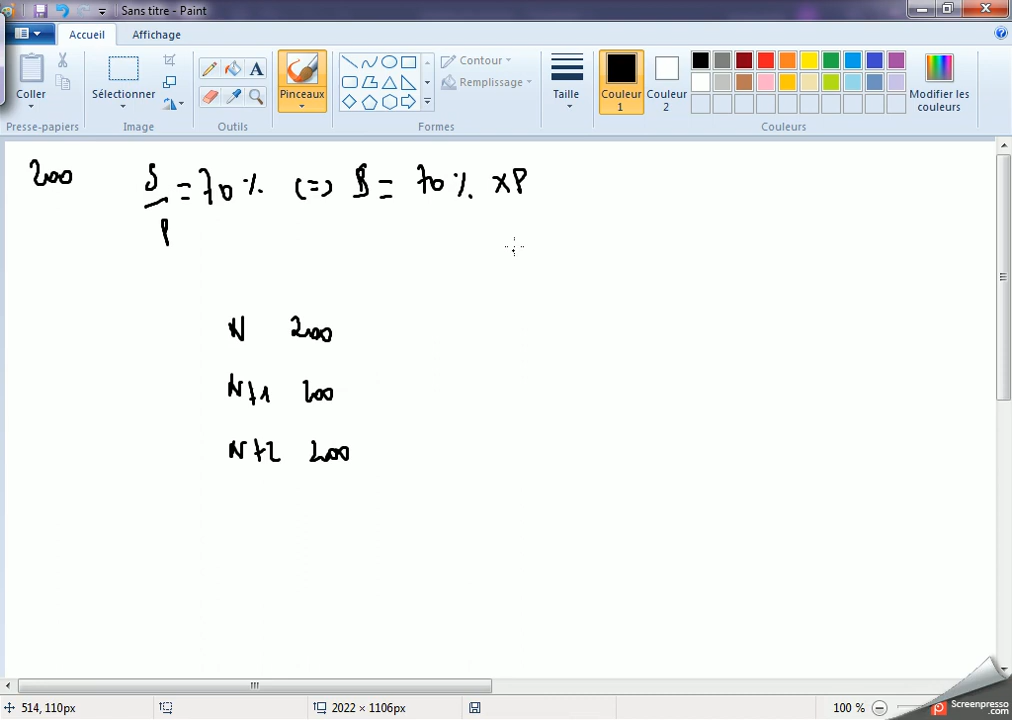 Sans titre - Paint
Accueil Affichage
Coller
Sélectionner
Pinceaux
Contour
Remplissage
Taille
Couleur 1
Couleur 2
Modifier les couleurs
Presse-papiers Image Outils Formes Couleurs
200 S/P = 70% (=) S = 70% XP
N 200
N+1 200
N+2 200
514, 110px 2022 × 1106px 100 %
Screenpresso.com